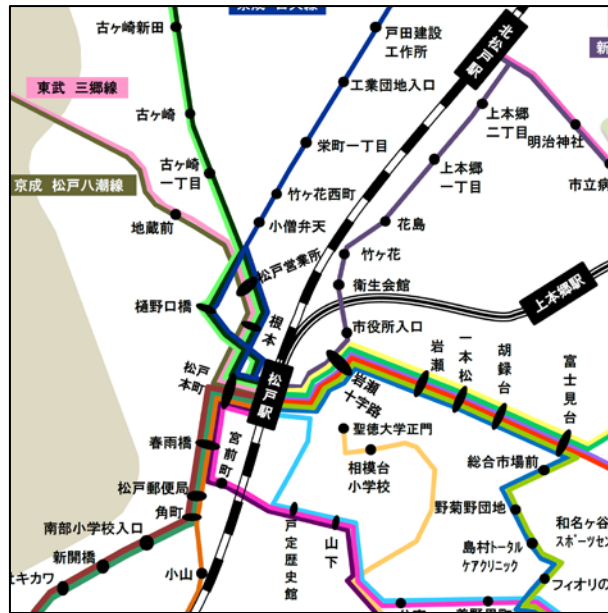 古ヶ崎新田
戸田建設
工作所
北松戸駅
新
東武 三郷線
工業団地入口
古ヶ崎
上本郷
二丁目
明治神社
栄町一丁目
古ヶ崎
一丁目
上本郷
一丁目
市立病
京成 松戸八潮線
竹ヶ花西町
地蔵前
小僧弁天
花島
竹ヶ花
松戸営業所
衛生会館
上本郷駅
樋野口橋
根本
市役所入口
松戸
本町
松戸駅
岩瀬
十字路
岩瀬
一本松
胡録台
富士見台
聖徳大学正門
春雨橋
宮前町
相模台
小学校
総合市場前
松戸郵便局
角町
野菊野団地
和名ヶ谷
スポーツセン
南部小学校入口
戸定歴史館
山下
島村トータル
ケアクリニック
新開橋
小山
フィオリの
キカワ